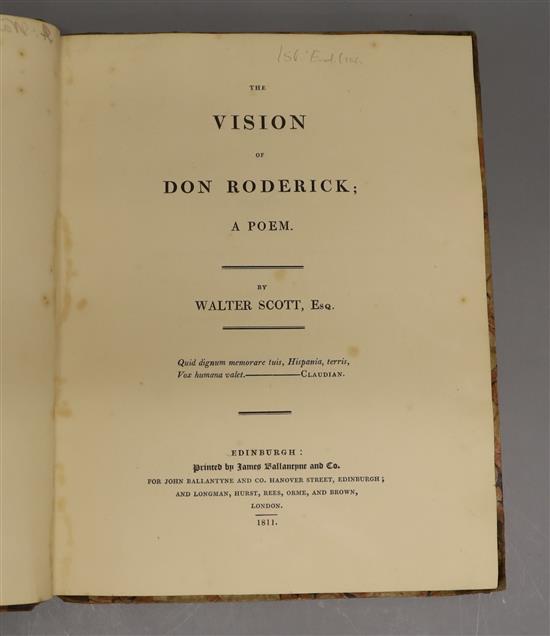 THE
VISION
OF
DON RODERICK;
A POEM.
BY
WALTER SCOTT, Esq.
Quid dignum memorare tuis, Hispania, terris,
Vox humana valet.————CLAUDIAN.
EDINBURGH:
Printed by James Ballantyne and Co.
FOR JOHN BALLANTYNE AND CO. HANOVER STREET, EDINBURGH;
AND LONGMAN, HURST, REES, ORME, AND BROWN,
LONDON.
1811.